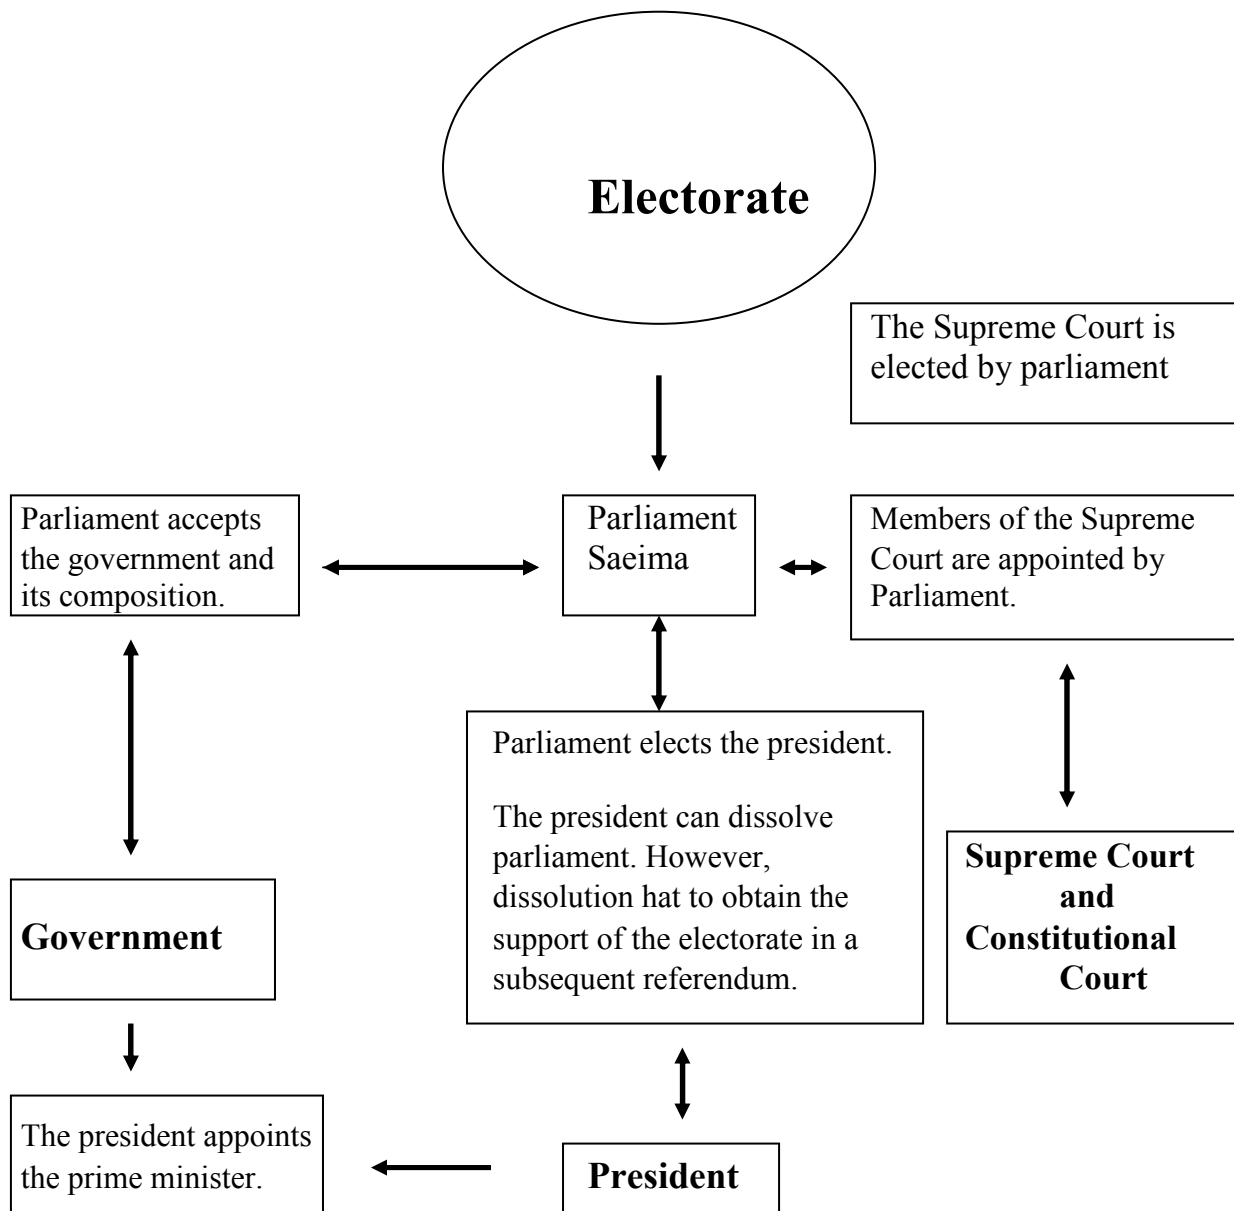 Electorate
The Supreme Court is
elected by parliament
Parliament accepts
the government and
its composition.
Parliament
Saeima
Members of the Supreme
Court are appointed by
Parliament.
Parliament elects the president.
The president can dissolve
parliament. However,
dissolution hat to obtain the
support of the electorate in a
subsequent referendum.
Supreme Court
and
Constitutional
Court
Government
The president appoints
the prime minister.
President